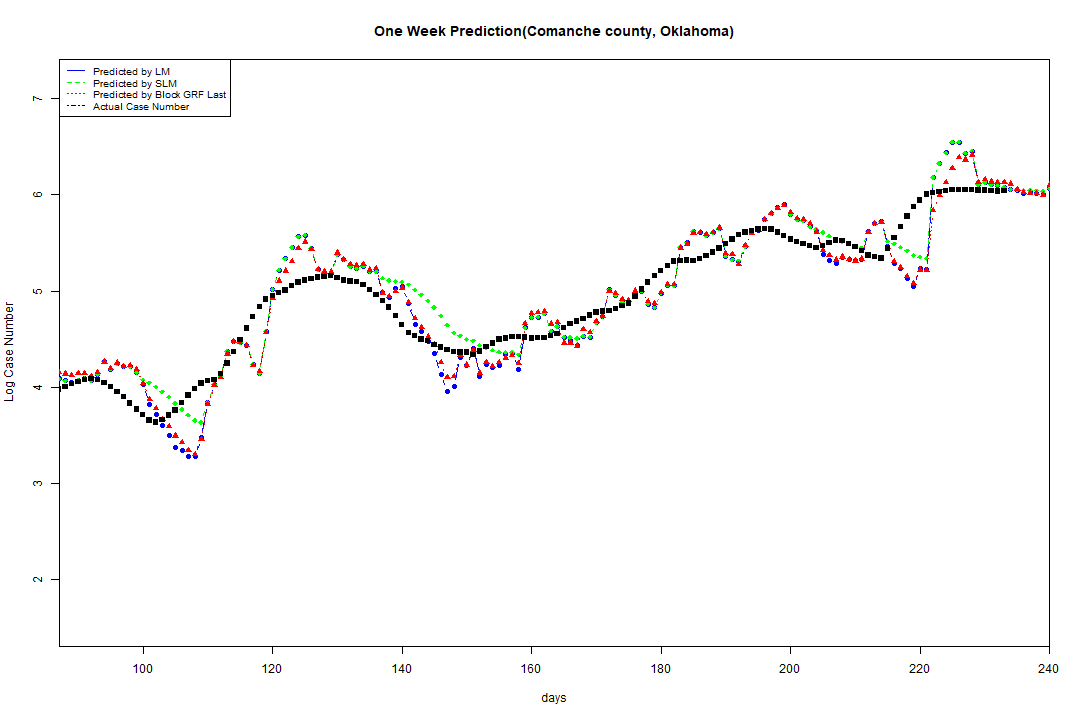 One Week Prediction(Comanche county, Oklahoma)
Predicted by LM
Predicted by SLM
Predicted by Block GRF Last
Actual Case Number
7
6
5
4
3
2
Log Case Number
100 120 140 160 180 200 220 240
days